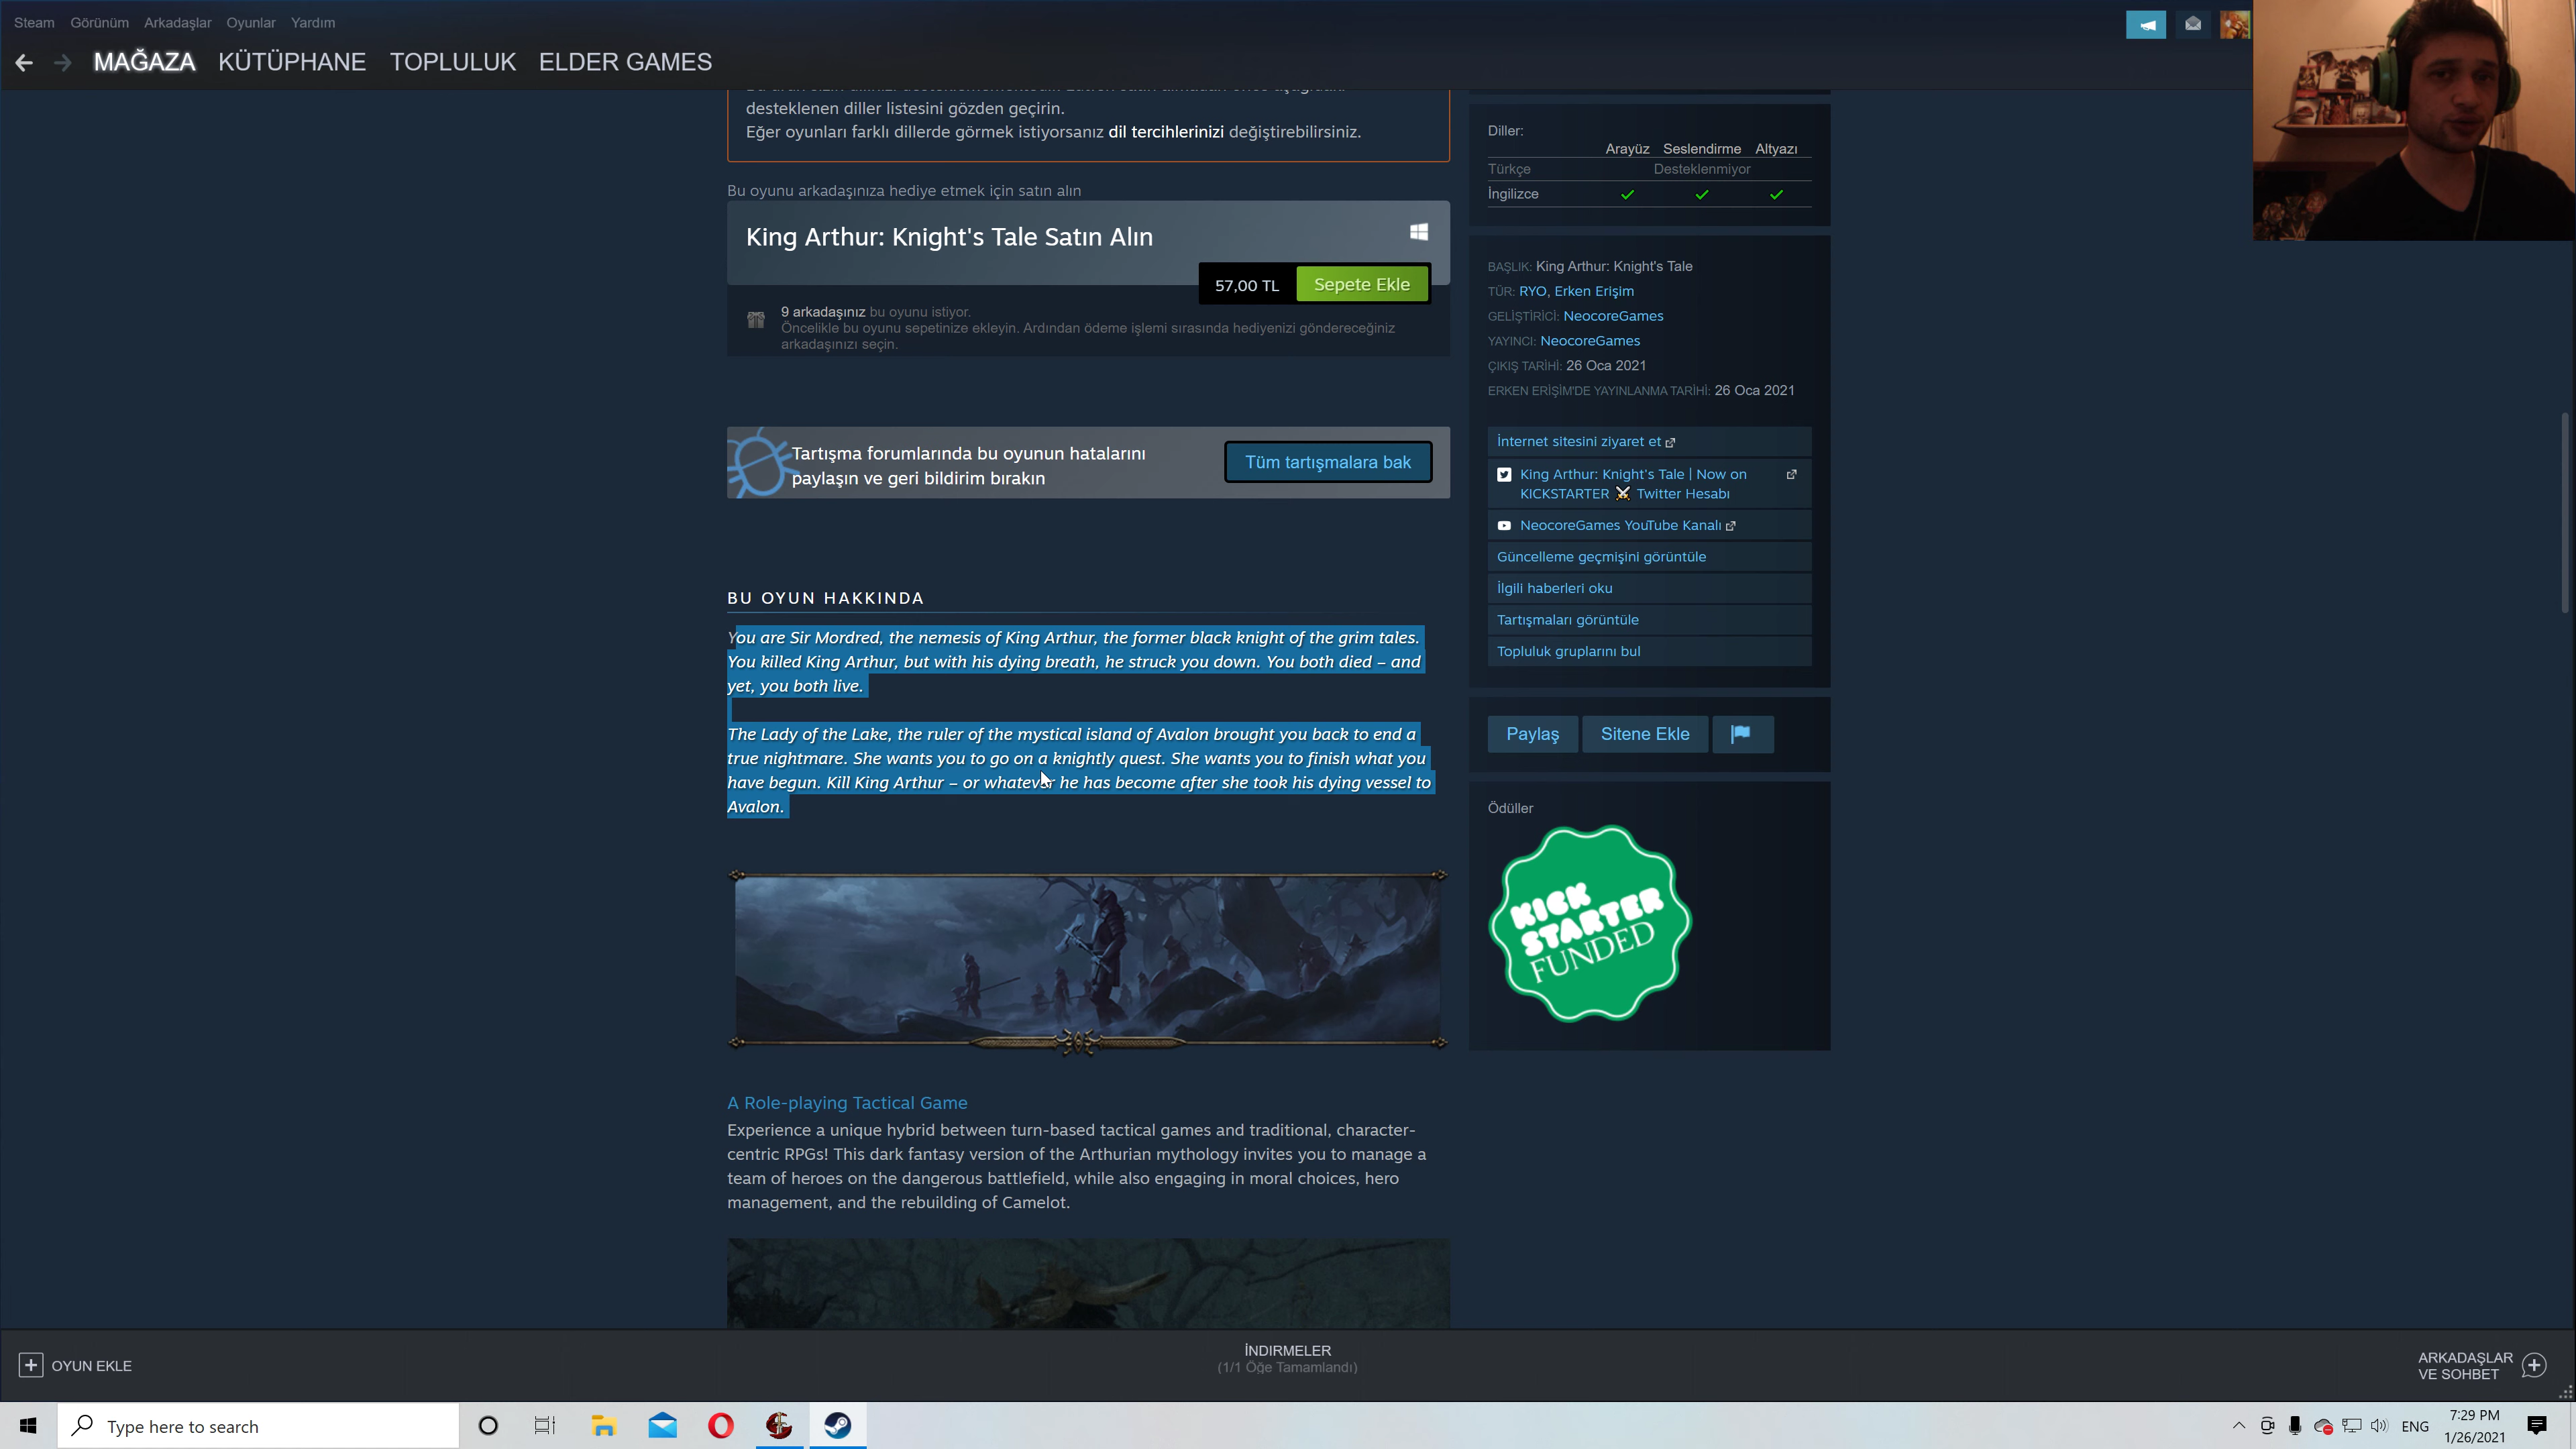 Steam Görünüm Arkadaşlar Oyunlar Yardım
MAĞAZA KÜTÜPHANE TOPLULUK ELDER GAMES
desteklenen diller listesini gözden geçirin.
Eğer oyunları farklı dillerde görmek istiyorsanız dil tercihlerinizi değiştirebilirsiniz.
Bu oyunu arkadaşınıza hediye etmek için satın alın
King Arthur: Knight's Tale Satın Alın
57,00 TL Sepete Ekle
9 arkadaşınız bu oyunu istiyor.
Öncelikle bu oyunu sepetinize ekleyin. Ardından ödeme işlemi sırasında hediyenizi göndereceğiniz
arkadaşınızı seçin.
Tartışma forumlarında bu oyunun hatalarını
paylaşın ve geri bildirim bırakın
Tüm tartışmalara bak
BU OYUN HAKKINDA
You are Sir Mordred, the nemesis of King Arthur, the former black knight of the grim tales.
You killed King Arthur, but with his dying breath, he struck you down. You both died – and
yet, you both live.
The Lady of the Lake, the ruler of the mystical island of Avalon brought you back to end a
true nightmare. She wants you to go on a knightly quest. She wants you to finish what you
have begun. Kill King Arthur – or whatever he has become after she took his dying vessel to
Avalon.
A Role-playing Tactical Game
Experience a unique hybrid between turn-based tactical games and traditional, character-
centric RPGs! This dark fantasy version of the Arthurian mythology invites you to manage a
team of heroes on the dangerous battlefield, while also engaging in moral choices, hero
management, and the rebuilding of Camelot.
Diller:
Arayüz Seslendirme Altyazı
Türkçe Desteklenmiyor
İngilizce ✓ ✓ ✓
BAŞLIK: King Arthur: Knight's Tale
TÜR: RYO, Erken Erişim
GELİŞTİRİCİ: NeocoreGames
YAYINCI: NeocoreGames
ÇIKIŞ TARİHİ: 26 Oca 2021
ERKEN ERİŞİM'DE YAYINLANMA TARİHİ: 26 Oca 2021
İnternet sitesini ziyaret et
King Arthur: Knight's Tale | Now on
KICKSTARTER ⚔ Twitter Hesabı
NeocoreGames YouTube Kanalı
Güncelleme geçmişini görüntüle
İlgili haberleri oku
Tartışmaları görüntüle
Topluluk gruplarını bul
Paylaş Sitene Ekle
Ödüller
KICK
STARTER
FUNDED
OYUN EKLE
İNDİRMELER
(1/1 Öğe Tamamlandı)
ARKADAŞLAR
VE SOHBET
Type here to search
ENG
7:29 PM
1/26/2021